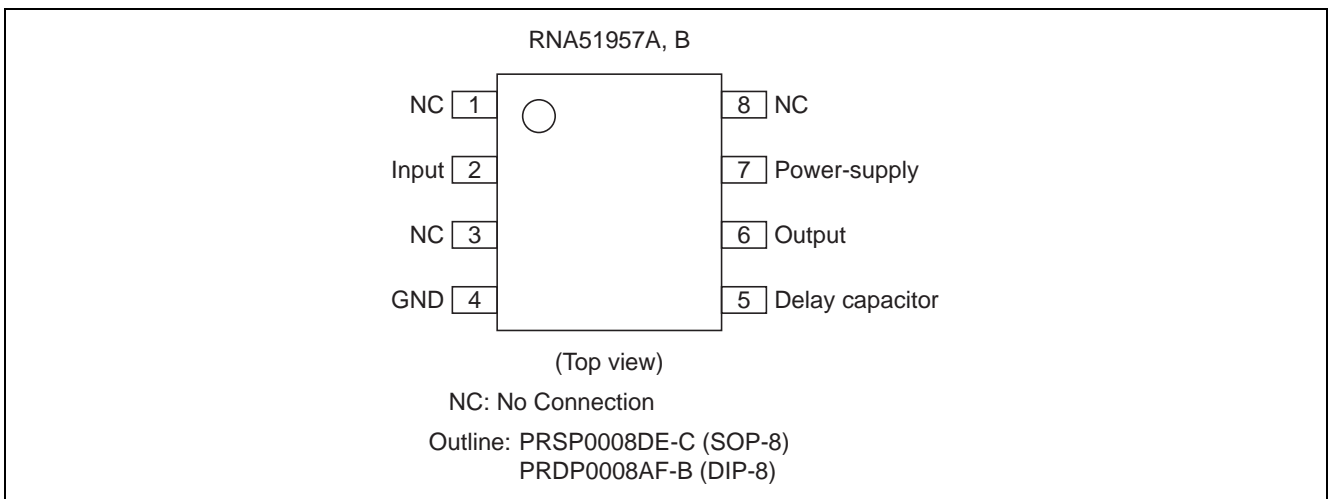 RNA51957A, B
NC 1 8 NC
Input 2 7 Power-supply
NC 3 6 Output
GND 4 5 Delay capacitor
(Top view)
NC: No Connection
Outline: PRSP0008DE-C (SOP-8)
PRDP0008AF-B (DIP-8)